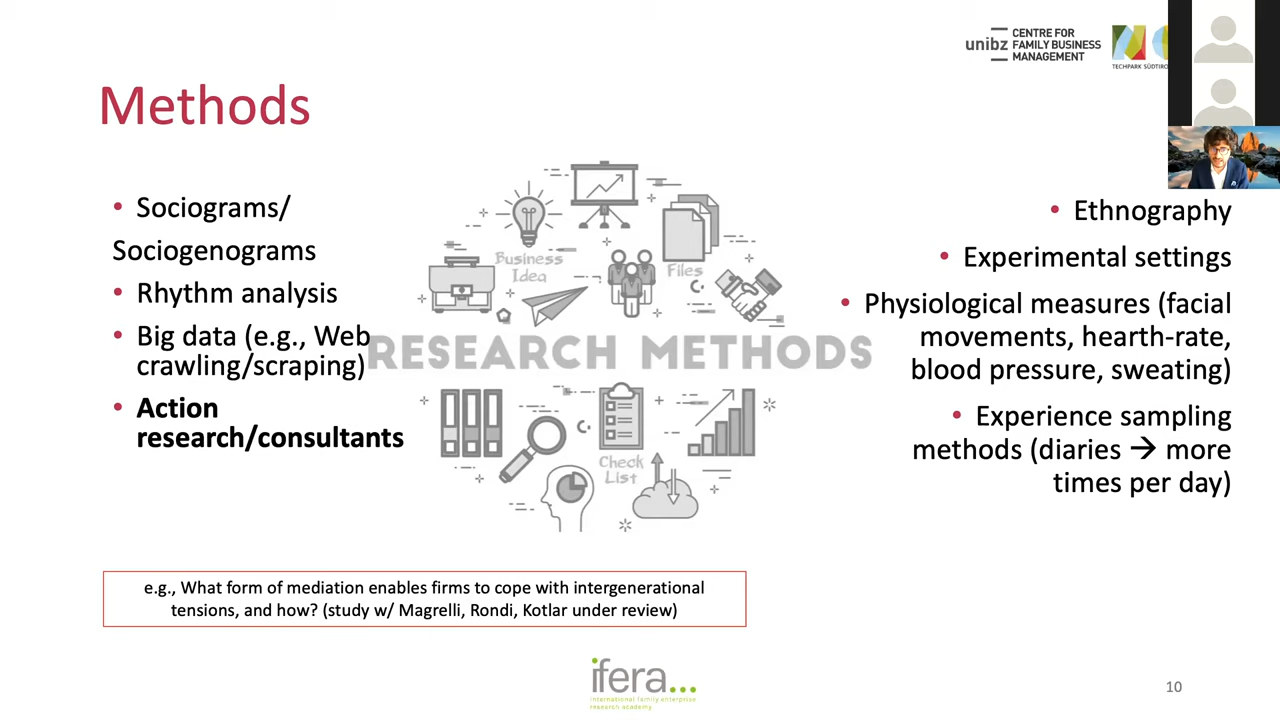 unibz
CENTRE FOR
FAMILY BUSINESS
MANAGEMENT
TECHPARK SÜDTIRO
Methods
• Sociograms/
Sociogenograms
• Rhythm analysis
• Big data (e.g., Web
crawling/scraping)
• Action
research/consultants
Business
Idea
Files
RESEARCH METHODS
Check
List
• Ethnography
• Experimental settings
• Physiological measures (facial
movements, hearth-rate,
blood pressure, sweating)
• Experience sampling
methods (diaries → more
times per day)
e.g., What form of mediation enables firms to cope with intergenerational
tensions, and how? (study w/ Magrelli, Rondi, Kotlar under review)
ifera...
international family enterprise
research academy
10